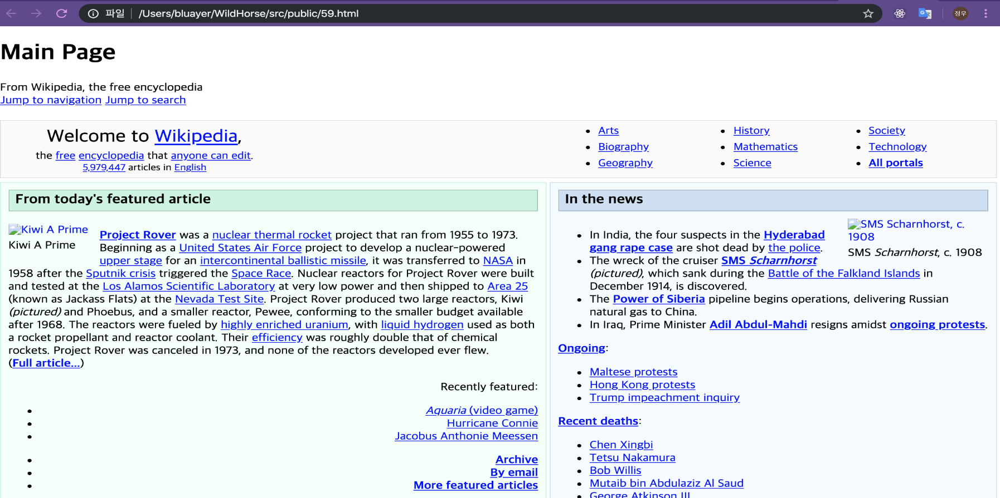 파일 /Users/bluayer/WildHorse/src/public/59.html
정우
Main Page
From Wikipedia, the free encyclopedia
Jump to navigation Jump to search
Welcome to Wikipedia,
the free encyclopedia that anyone can edit.
5,979,447 articles in English
Arts
Biography
Geography
History
Mathematics
Science
Society
Technology
All portals
From today's featured article
Kiwi A Prime
Kiwi A Prime
Project Rover was a nuclear thermal rocket project that ran from 1955 to 1973.
Beginning as a United States Air Force project to develop a nuclear-powered
upper stage for an intercontinental ballistic missile, it was transferred to NASA in
1958 after the Sputnik crisis triggered the Space Race. Nuclear reactors for Project Rover were built
and tested at the Los Alamos Scientific Laboratory at very low power and then shipped to Area 25
(known as Jackass Flats) at the Nevada Test Site. Project Rover produced two large reactors, Kiwi
(pictured) and Phoebus, and a smaller reactor, Pewee, conforming to the smaller budget available
after 1968. The reactors were fueled by highly enriched uranium, with liquid hydrogen used as both
a rocket propellant and reactor coolant. Their efficiency was roughly double that of chemical
rockets. Project Rover was canceled in 1973, and none of the reactors developed ever flew.
(Full article...)
Recently featured:
Aquaria (video game)
Hurricane Connie
Jacobus Anthonie Meessen
Archive
By email
More featured articles
In the news
SMS Scharnhorst, c.
1908
SMS Scharnhorst, c. 1908
In India, the four suspects in the Hyderabad
gang rape case are shot dead by the police.
The wreck of the cruiser SMS Scharnhorst
(pictured), which sank during the Battle of the Falkland Islands in
December 1914, is discovered.
The Power of Siberia pipeline begins operations, delivering Russian
natural gas to China.
In Iraq, Prime Minister Adil Abdul-Mahdi resigns amidst ongoing protests.
Ongoing:
Maltese protests
Hong Kong protests
Trump impeachment inquiry
Recent deaths:
Chen Xingbi
Tetsu Nakamura
Bob Willis
Mutaib bin Abdulaziz Al Saud
George Atkinson III